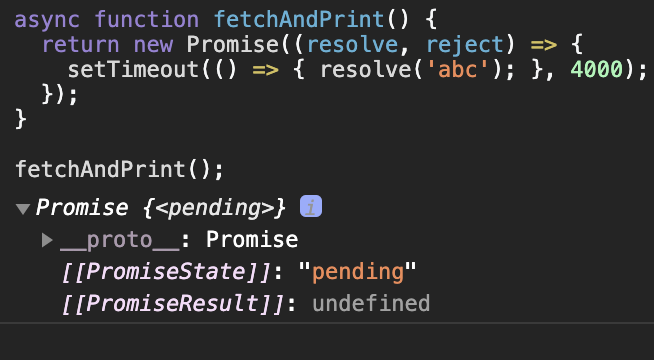 async function fetchAndPrint() {
  return new Promise((resolve, reject) => {
    setTimeout(() => { resolve('abc'); }, 4000);
  });
}
fetchAndPrint();
Promise {<pending>} i
__proto__: Promise
[[PromiseState]]: "pending"
[[PromiseResult]]: undefined